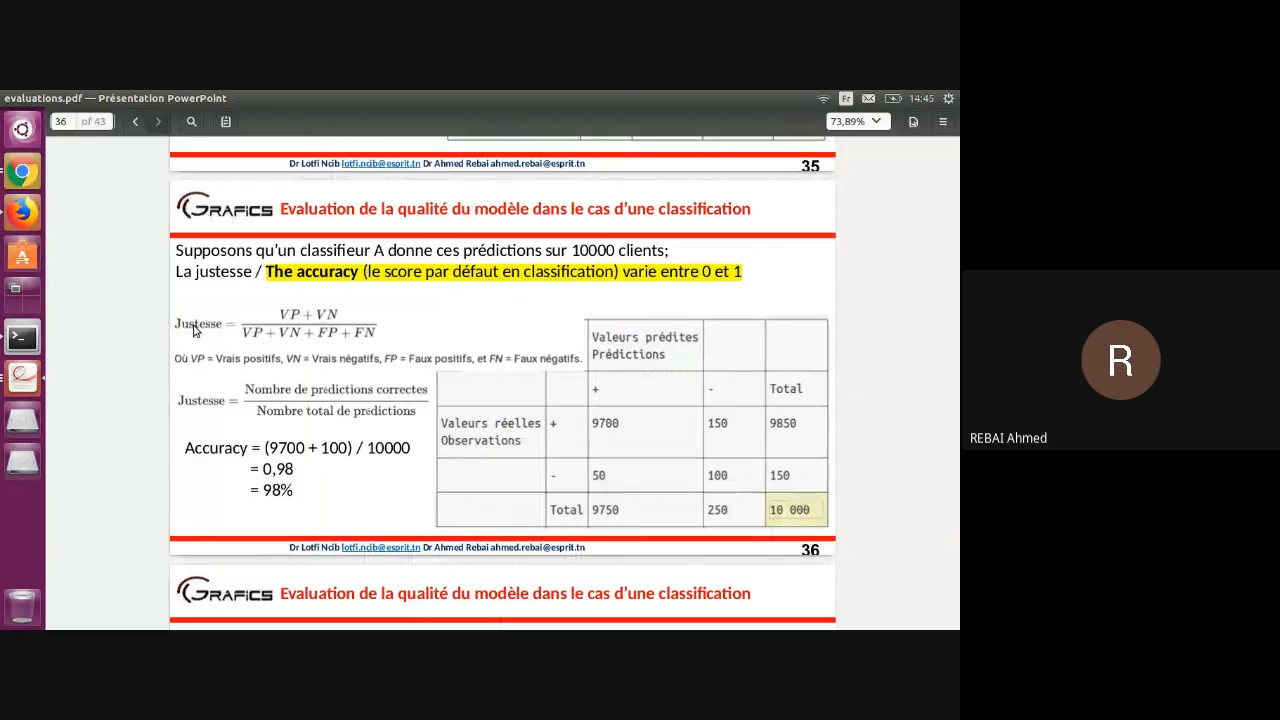 evaluations.pdf — Présentation PowerPoint
Fr
14:45
36 of 43
73,89%
Dr Lotfi Ncib lotfi.ncib@esprit.tn Dr Ahmed Rebai ahmed.rebai@esprit.tn
35
GRAFICS Evaluation de la qualité du modèle dans le cas d’une classification
Supposons qu’un classifieur A donne ces prédictions sur 10000 clients;
La justesse / The accuracy (le score par défaut en classification) varie entre 0 et 1
Justesse = VP + VN
VP + VN + FP + FN
Où VP = Vrais positifs, VN = Vrais négatifs, FP = Faux positifs, et FN = Faux négatifs.
Justesse = Nombre de prédictions correctes
Nombre total de prédictions
Accuracy = (9700 + 100) / 10000
= 0,98
= 98%
Valeurs prédites
Prédictions
+ - Total
Valeurs réelles
Observations + 9700 150 9850
- 50 100 150
Total 9750 250 10 000
Dr Lotfi Ncib lotfi.ncib@esprit.tn Dr Ahmed Rebai ahmed.rebai@esprit.tn
36
GRAFICS Evaluation de la qualité du modèle dans le cas d’une classification
R
REBAI Ahmed